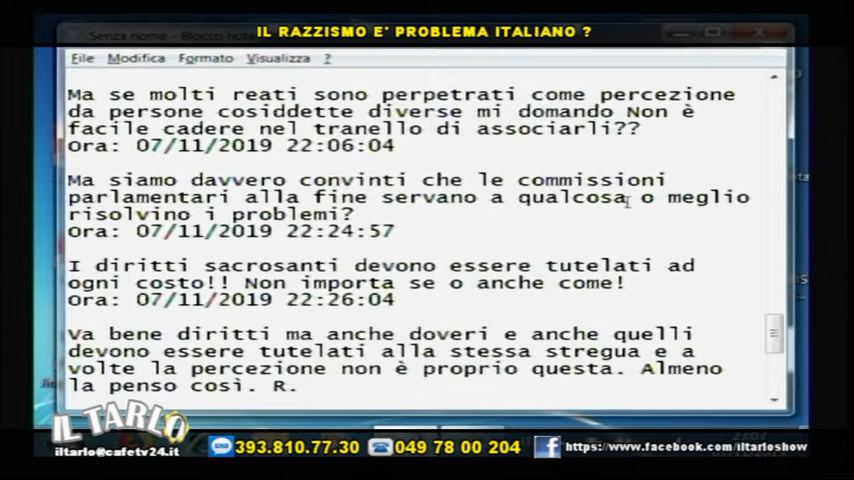 IL RAZZISMO E' PROBLEMA ITALIANO ?
Senza nome - Blocco note
File Modifica Formato Visualizza ?
Ma se molti reati sono perpetrati come percezione
da persone cosiddette diverse mi domando Non è
facile cadere nel tranello di associarli??
Ora: 07/11/2019 22:06:04
Ma siamo davvero convinti che le commissioni
parlamentari alla fine servano a qualcosa o meglio
risolvino i problemi?
Ora: 07/11/2019 22:24:57
I diritti sacrosanti devono essere tutelati ad
ogni costo!! Non importa se o anche come!
Ora: 07/11/2019 22:26:04
Va bene diritti ma anche doveri e anche quelli
devono essere tutelati alla stessa stregua e a
volte la percezione non è proprio questa. Almeno
la penso così. R.
IL TARLO
iltarlo@cafetv24.it
SMS 393.810.77.30 049 78 00 204 f https://www.facebook.com/iltarloshow
23:07